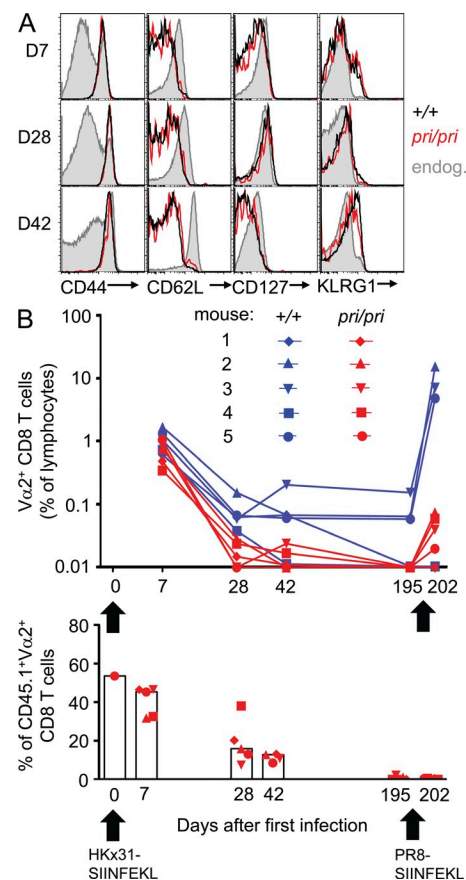 A
D7
D28
D42
+/+
pri/pri
endog.
CD44 CD62L CD127 KLRG1
B
mouse: +/+ pri/pri
1
2
3
4
5
Vα2⁺ CD8 T cells
(% of lymphocytes)
100
10
1
0.1
0.01
0 7 28 42 195 202
% of CD45.1⁺Vα2⁺
CD8 T cells
80
60
40
20
0
0 7 28 42 195 202
Days after first infection
HKx31-
SIINFEKL
PR8-
SIINFEKL